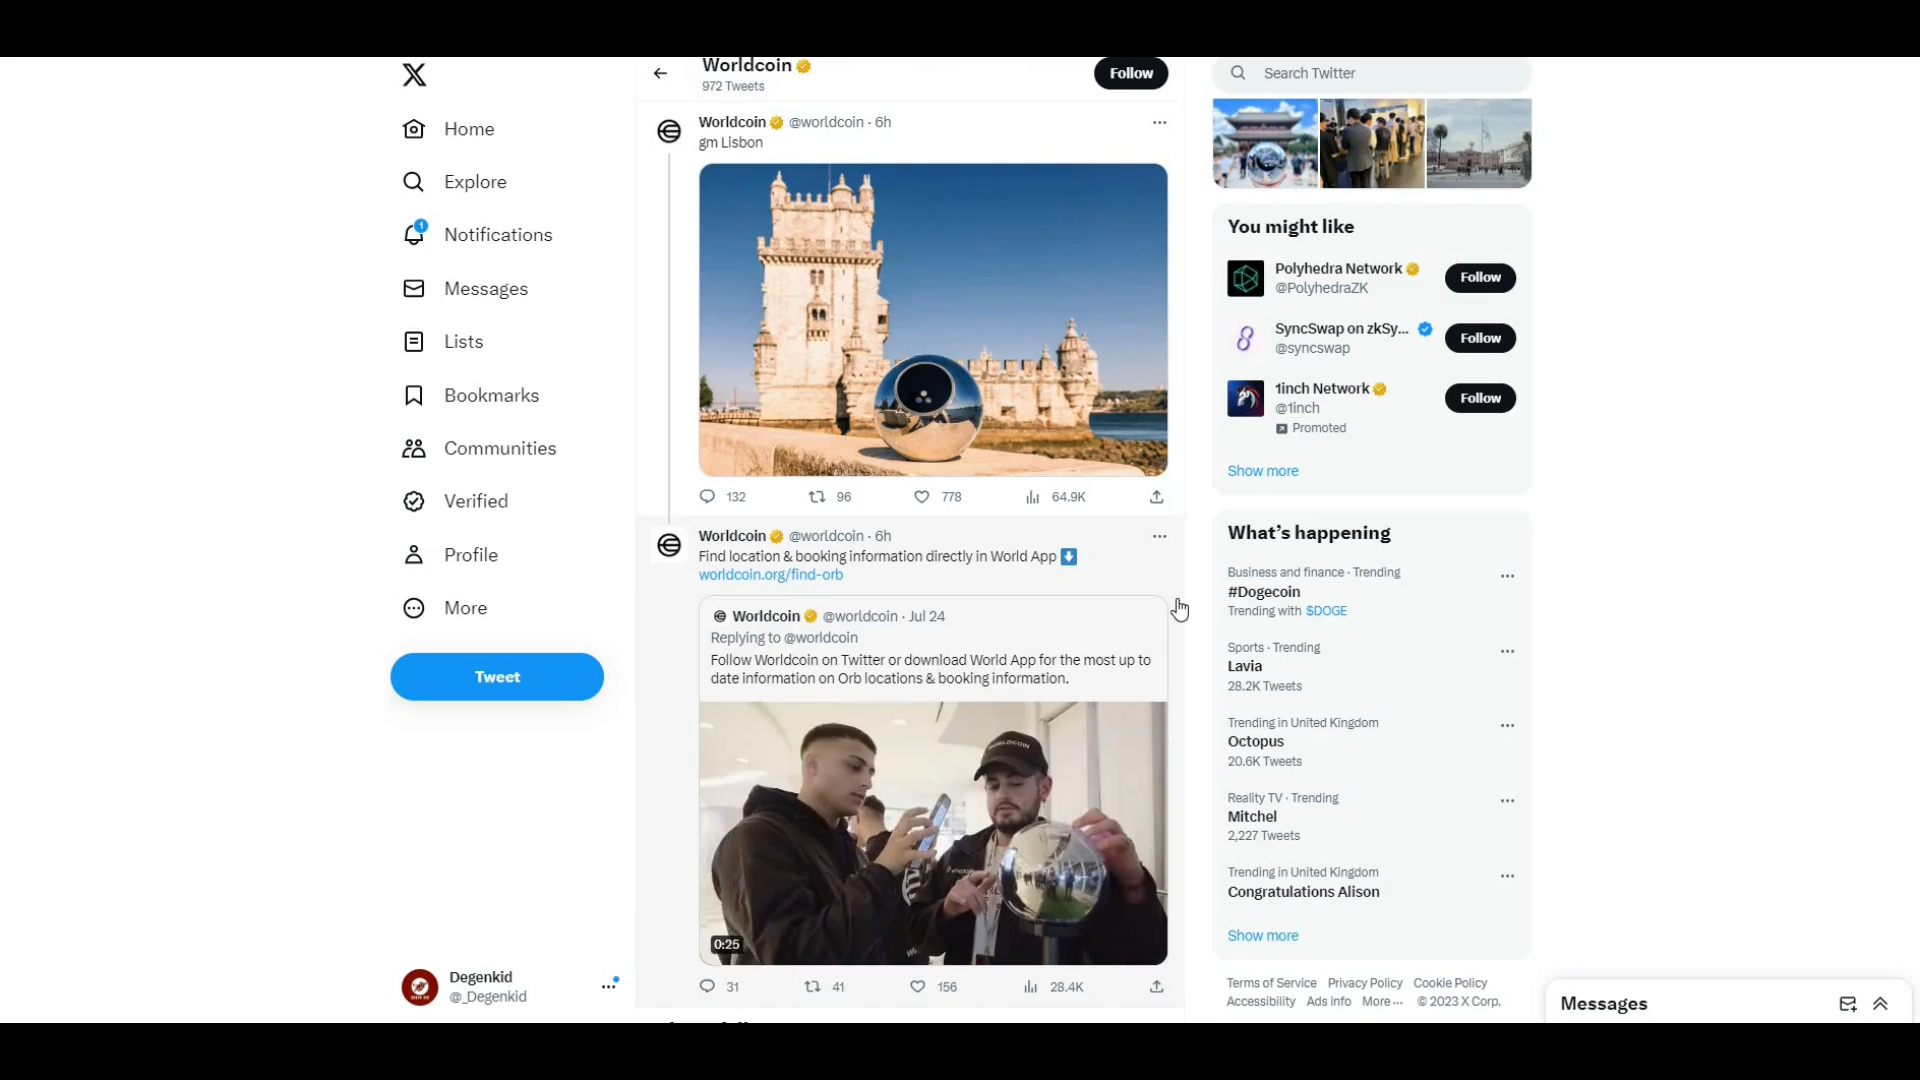 Home
Explore
1
Notifications
Messages
Lists
Bookmarks
Communities
Verified
Profile
More
Tweet
Degenkid
@_Degenkid
Worldcoin
972 Tweets
Follow
Worldcoin @worldcoin · 6h
gm Lisbon
132 96 778 64.9K
Worldcoin @worldcoin · 6h
Find location & booking information directly in World App
worldcoin.org/find-orb
Worldcoin @worldcoin · Jul 24
Replying to @worldcoin
Follow Worldcoin on Twitter or download World App for the most up to
date information on Orb locations & booking information.
WORLDCOIN
0:25
31 41 156 28.4K
Search Twitter
You might like
Polyhedra Network
@PolyhedraZK
Follow
SyncSwap on zkSy...
@syncswap
Follow
1inch Network
@1inch
Promoted
Follow
Show more
What's happening
Business and finance · Trending
#Dogecoin
Trending with $DOGE
Sports · Trending
Lavia
28.2K Tweets
Trending in United Kingdom
Octopus
20.6K Tweets
Reality TV · Trending
Mitchel
2,227 Tweets
Trending in United Kingdom
Congratulations Alison
Show more
Terms of Service Privacy Policy Cookie Policy
Accessibility Ads info More ··· © 2023 X Corp.
Messages